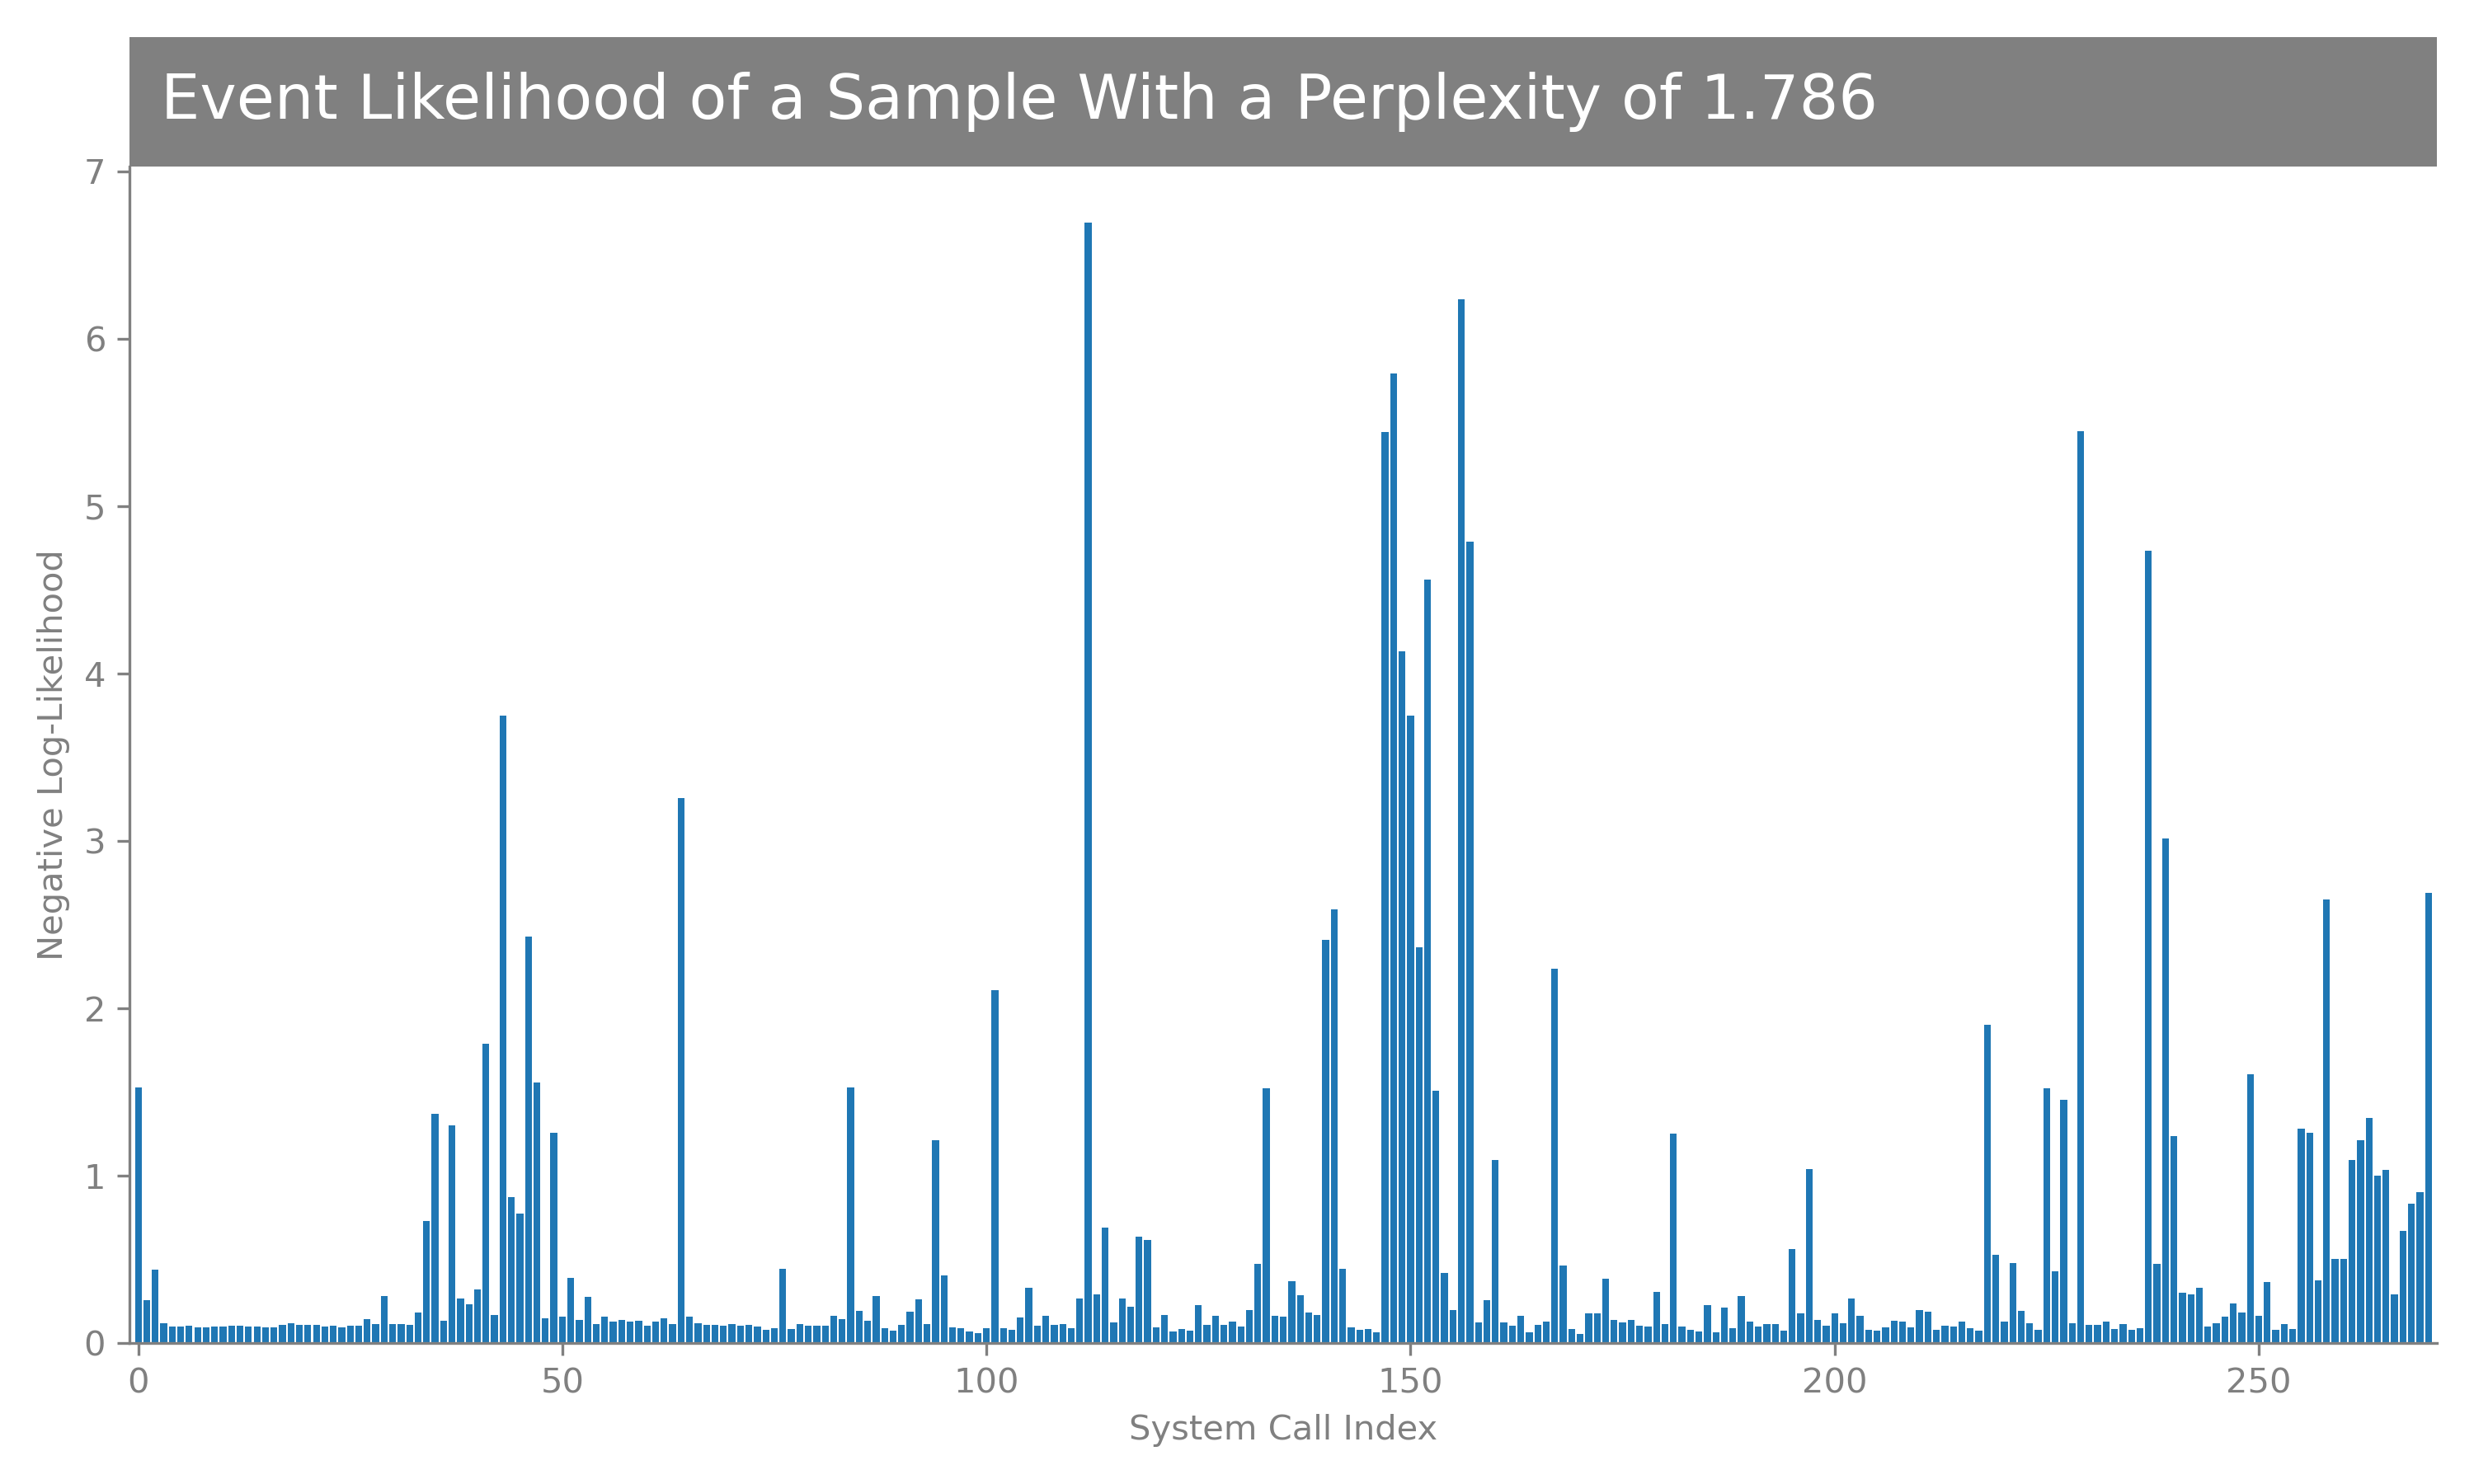 Event Likelihood of a Sample With a Perplexity of 1.786
7
6
5
4
3
2
1
0
Negative Log-Likelihood
0 50 100 150 200 250
System Call Index